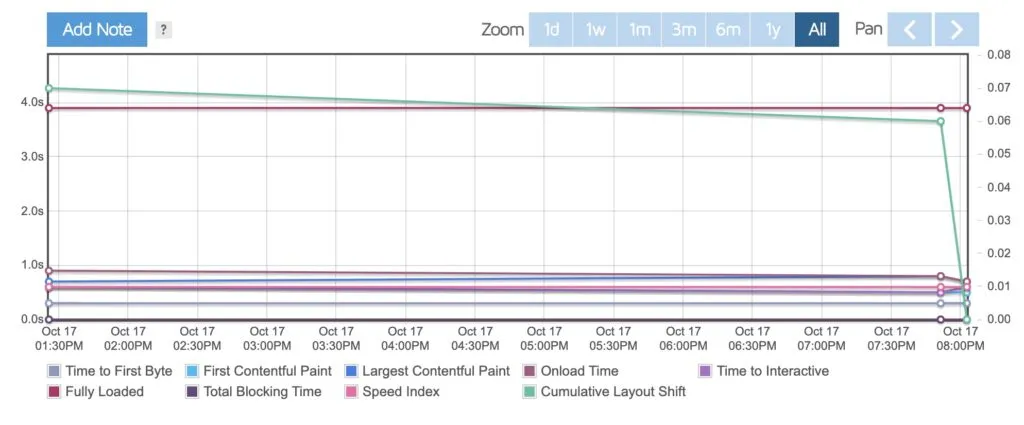 Add Note ? Zoom 1d 1w 1m 3m 6m 1y All Pan
0.08
0.07
4.0s
0.06
3.0s
0.05
0.04
2.0s
0.03
0.02
1.0s
0.01
0.0s
0.00
Oct 17 Oct 17 Oct 17 Oct 17 Oct 17 Oct 17 Oct 17 Oct 17 Oct 17 Oct 17 Oct 17 Oct 17 Oct 17 Oct 17
01:30PM 02:00PM 02:30PM 03:00PM 03:30PM 04:00PM 04:30PM 05:00PM 05:30PM 06:00PM 06:30PM 07:00PM 07:30PM 08:00PM
Time to First Byte First Contentful Paint Largest Contentful Paint Onload Time Time to Interactive
Fully Loaded Total Blocking Time Speed Index Cumulative Layout Shift